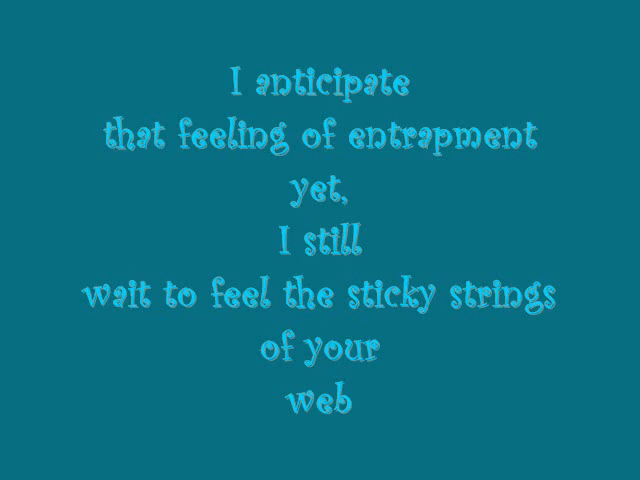 I anticipate
that feeling of entrapment
yet,
I still
wait to feel the sticky strings
of your
web